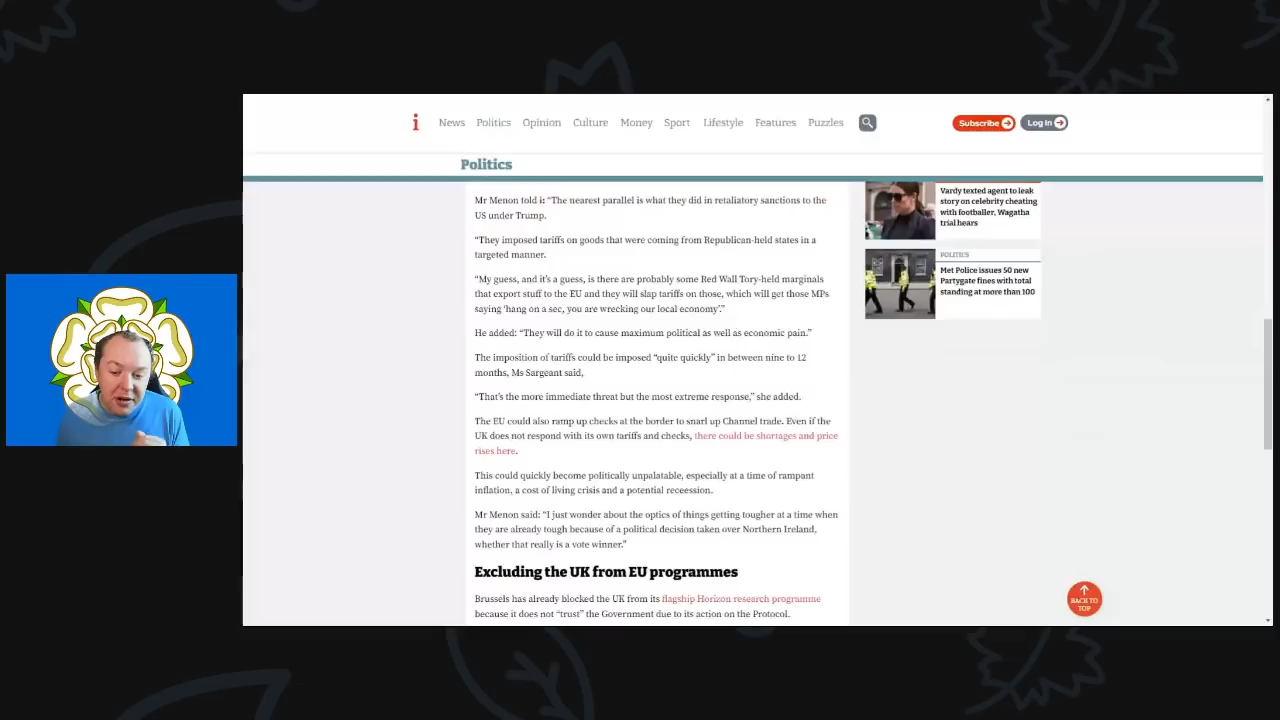 i
News Politics Opinion Culture Money Sport Lifestyle Features Puzzles
Subscribe
Log In
Politics
Mr Menon told i: “The nearest parallel is what they did in retaliatory sanctions to the
US under Trump.
“They imposed tariffs on goods that were coming from Republican-held states in a
targeted manner.
“My guess, and it’s a guess, is there are probably some Red Wall Tory-held marginals
that export stuff to the EU and they will slap tariffs on those, which will get those MPs
saying ‘hang on a sec, you are wrecking our local economy’.”
He added: “They will do it to cause maximum political as well as economic pain.”
The imposition of tariffs could be imposed “quite quickly” in between nine to 12
months, Ms Sargeant said,
“That’s the more immediate threat but the most extreme response,” she added.
The EU could also ramp up checks at the border to snarl up Channel trade. Even if the
UK does not respond with its own tariffs and checks, there could be shortages and price
rises here.
This could quickly become politically unpalatable, especially at a time of rampant
inflation, a cost of living crisis and a potential receession.
Mr Menon said: “I just wonder about the optics of things getting tougher at a time when
they are already tough because of a political decision taken over Northern Ireland,
whether that really is a vote winner.”
Excluding the UK from EU programmes
Brussels has already blocked the UK from its flagship Horizon research programme
because it does not “trust” the Government due to its action on the Protocol.
Vardy texted agent to leak
story on celebrity cheating
with footballer, Wagatha
trial hears
POLITICS
Met Police issues 50 new
Partygate fines with total
standing at more than 100
BACK TO
TOP